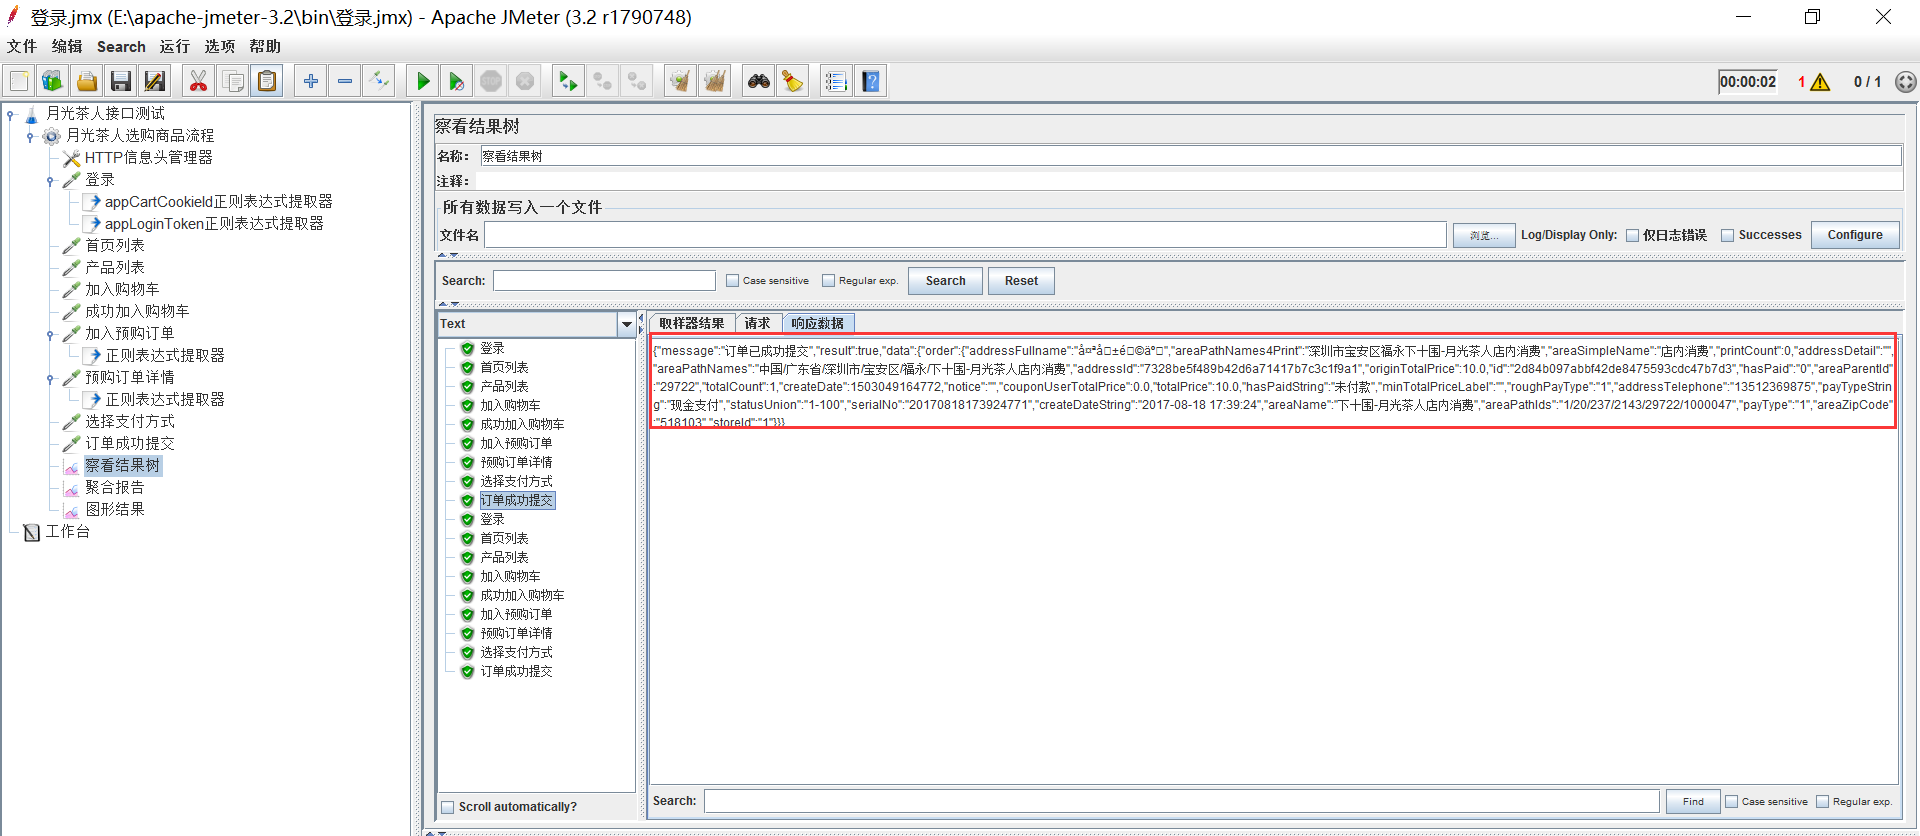 登录.jmx (E:\apache-jmeter-3.2\bin\登录.jmx) - Apache JMeter (3.2 r1790748)
文件 编辑 Search 运行 选项 帮助
00:00:02 1 0 / 1
月光茶人接口测试
月光茶人选购商品流程
HTTP信息头管理器
登录
appCartCookieId正则表达式提取器
appLoginToken正则表达式提取器
首页列表
产品列表
加入购物车
成功加入购物车
加入预购订单
正则表达式提取器
预购订单详情
正则表达式提取器
选择支付方式
订单成功提交
察看结果树
聚合报告
图形结果
工作台
察看结果树
名称： 察看结果树
注释：
所有数据写入一个文件
文件名 浏览... Log/Display Only: 仅日志错误 Successes Configure
Search: Case sensitive Regular exp. Search Reset
Text
登录
首页列表
产品列表
加入购物车
成功加入购物车
加入预购订单
预购订单详情
选择支付方式
订单成功提交
登录
首页列表
产品列表
加入购物车
成功加入购物车
加入预购订单
预购订单详情
选择支付方式
订单成功提交
Scroll automatically?
取样器结果 请求 响应数据
{"message":"订单已成功提交","result":true,"data":{"order":{"addressFullname":"","areaPathNames4Print":"深圳市宝安区福永下十围-月光茶人店内消费","areaSimpleName":"店内消费","printCount":0,"addressDetail":"",
"areaPathNames":"中国/广东省/深圳市/宝安区/福永/下十围-月光茶人店内消费","addressId":"7328be5f489b42d6a71417b7c3c1f9a1","originTotalPrice":10.0,"id":"2d84b097abbf42de8475593cdc47b7d3","hasPaid":"0","areaParentId"
:"29722","totalCount":1,"createDate":1503049164772,"notice":"","couponUserTotalPrice":0.0,"totalPrice":10.0,"hasPaidString":"未付款","minTotalPriceLabel":"","roughPayType":"1","addressTelephone":"13512369875","payTypeStrin
g":"现金支付","statusUnion":"1-100","serialNo":"20170818173924771","createDateString":"2017-08-18 17:39:24","areaName":"下十围-月光茶人店内消费","areaPathIds":"1/20/237/2143/29722/1000047","payType":"1","areaZipCode"
:"518103","storeId":"1"}}}
Search: Find Case sensitive Regular exp.